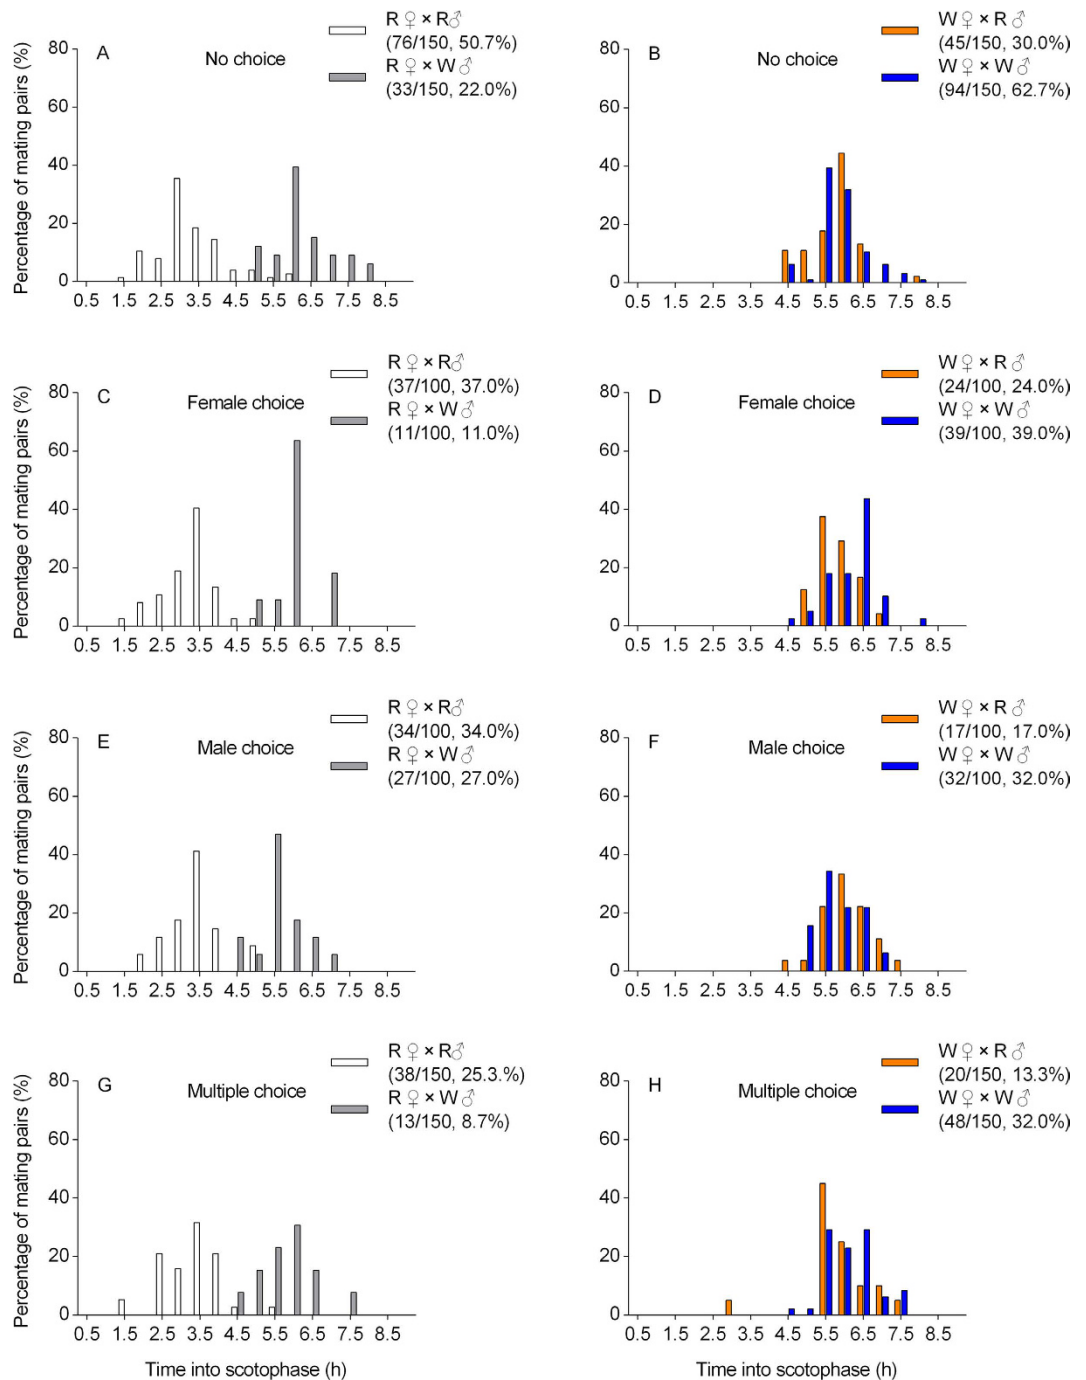 R ♀ × R♂
(76/150, 50.7%)
R ♀ × W♂
(33/150, 22.0%)
A
No choice
Percentage of mating pairs (%)
80
60
40
20
0
0.5 1.5 2.5 3.5 4.5 5.5 6.5 7.5 8.5
W♀ × R♂
(45/150, 30.0%)
W♀ × W♂
(94/150, 62.7%)
B
No choice
80
60
40
20
0
0.5 1.5 2.5 3.5 4.5 5.5 6.5 7.5 8.5
R ♀ × R♂
(37/100, 37.0%)
R ♀ × W♂
(11/100, 11.0%)
C
Female choice
Percentage of mating pairs (%)
80
60
40
20
0
0.5 1.5 2.5 3.5 4.5 5.5 6.5 7.5 8.5
W♀ × R♂
(24/100, 24.0%)
W♀ × W♂
(39/100, 39.0%)
D
Female choice
80
60
40
20
0
0.5 1.5 2.5 3.5 4.5 5.5 6.5 7.5 8.5
R ♀ × R♂
(34/100, 34.0%)
R ♀ × W♂
(27/100, 27.0%)
E
Male choice
Percentage of mating pairs (%)
80
60
40
20
0
0.5 1.5 2.5 3.5 4.5 5.5 6.5 7.5 8.5
W♀ × R♂
(17/100, 17.0%)
W♀ × W♂
(32/100, 32.0%)
F
Male choice
80
60
40
20
0
0.5 1.5 2.5 3.5 4.5 5.5 6.5 7.5 8.5
R ♀ × R♂
(38/150, 25.3.%)
R ♀ × W♂
(13/150, 8.7%)
G
Multiple choice
Percentage of mating pairs (%)
80
60
40
20
0
0.5 1.5 2.5 3.5 4.5 5.5 6.5 7.5 8.5
Time into scotophase (h)
W♀ × R♂
(20/150, 13.3%)
W♀ × W♂
(48/150, 32.0%)
H
Multiple choice
80
60
40
20
0
0.5 1.5 2.5 3.5 4.5 5.5 6.5 7.5 8.5
Time into scotophase (h)